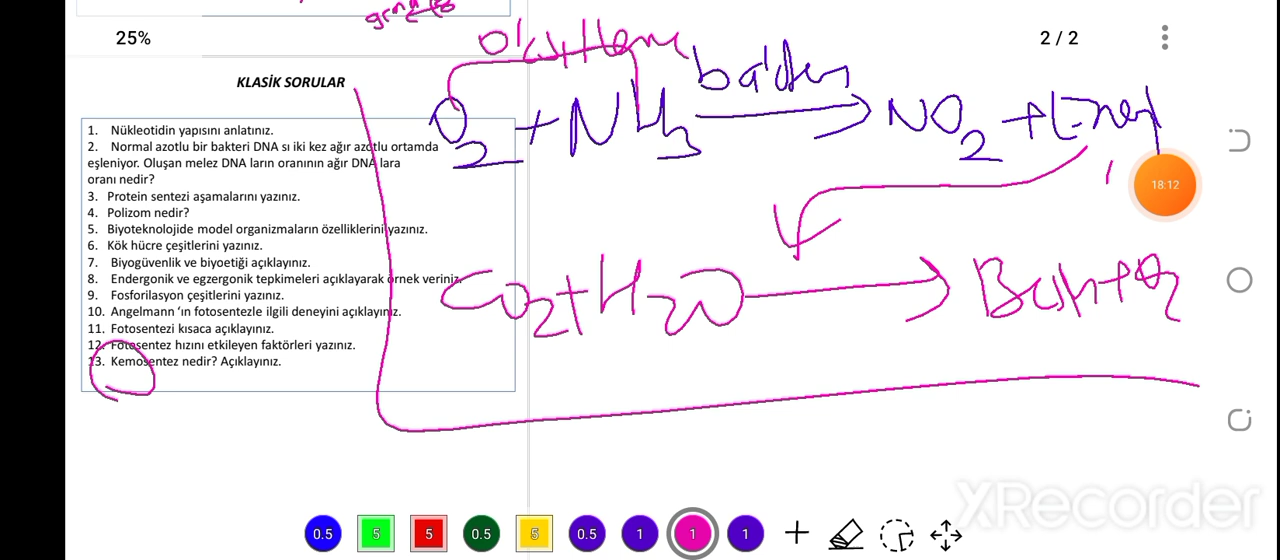 25%
2 / 2
KLASİK SORULAR
1. Nükleotidin yapısını anlatınız.
2. Normal azotlu bir bakteri DNA sı iki kez ağır azotlu ortamda
eşleniyor. Oluşan melez DNA ların oranının ağır DNA lara
oranı nedir?
3. Protein sentezi aşamalarını yazınız.
4. Polizom nedir?
5. Biyoteknolojide model organizmaların özelliklerini yazınız.
6. Kök hücre çeşitlerini yazınız.
7. Biyogüvenlik ve biyoetiği açıklayınız.
8. Endergonik ve egzergonik tepkimeleri açıklayarak örnek veriniz.
9. Fosforilasyon çeşitlerini yazınız.
10. Angelmann 'ın fotosentezle ilgili deneyini açıklayınız.
11. Fotosentezi kısaca açıklayınız.
12. Fotosentez hızını etkileyen faktörleri yazınız.
13. Kemosentez nedir? Açıklayınız.
O2 + NH3 → NO2 +
18:12
CO2 + H2O → Bsn + O2
0.5 5 5 0.5 5 0.5 1 1 1
XRecorder